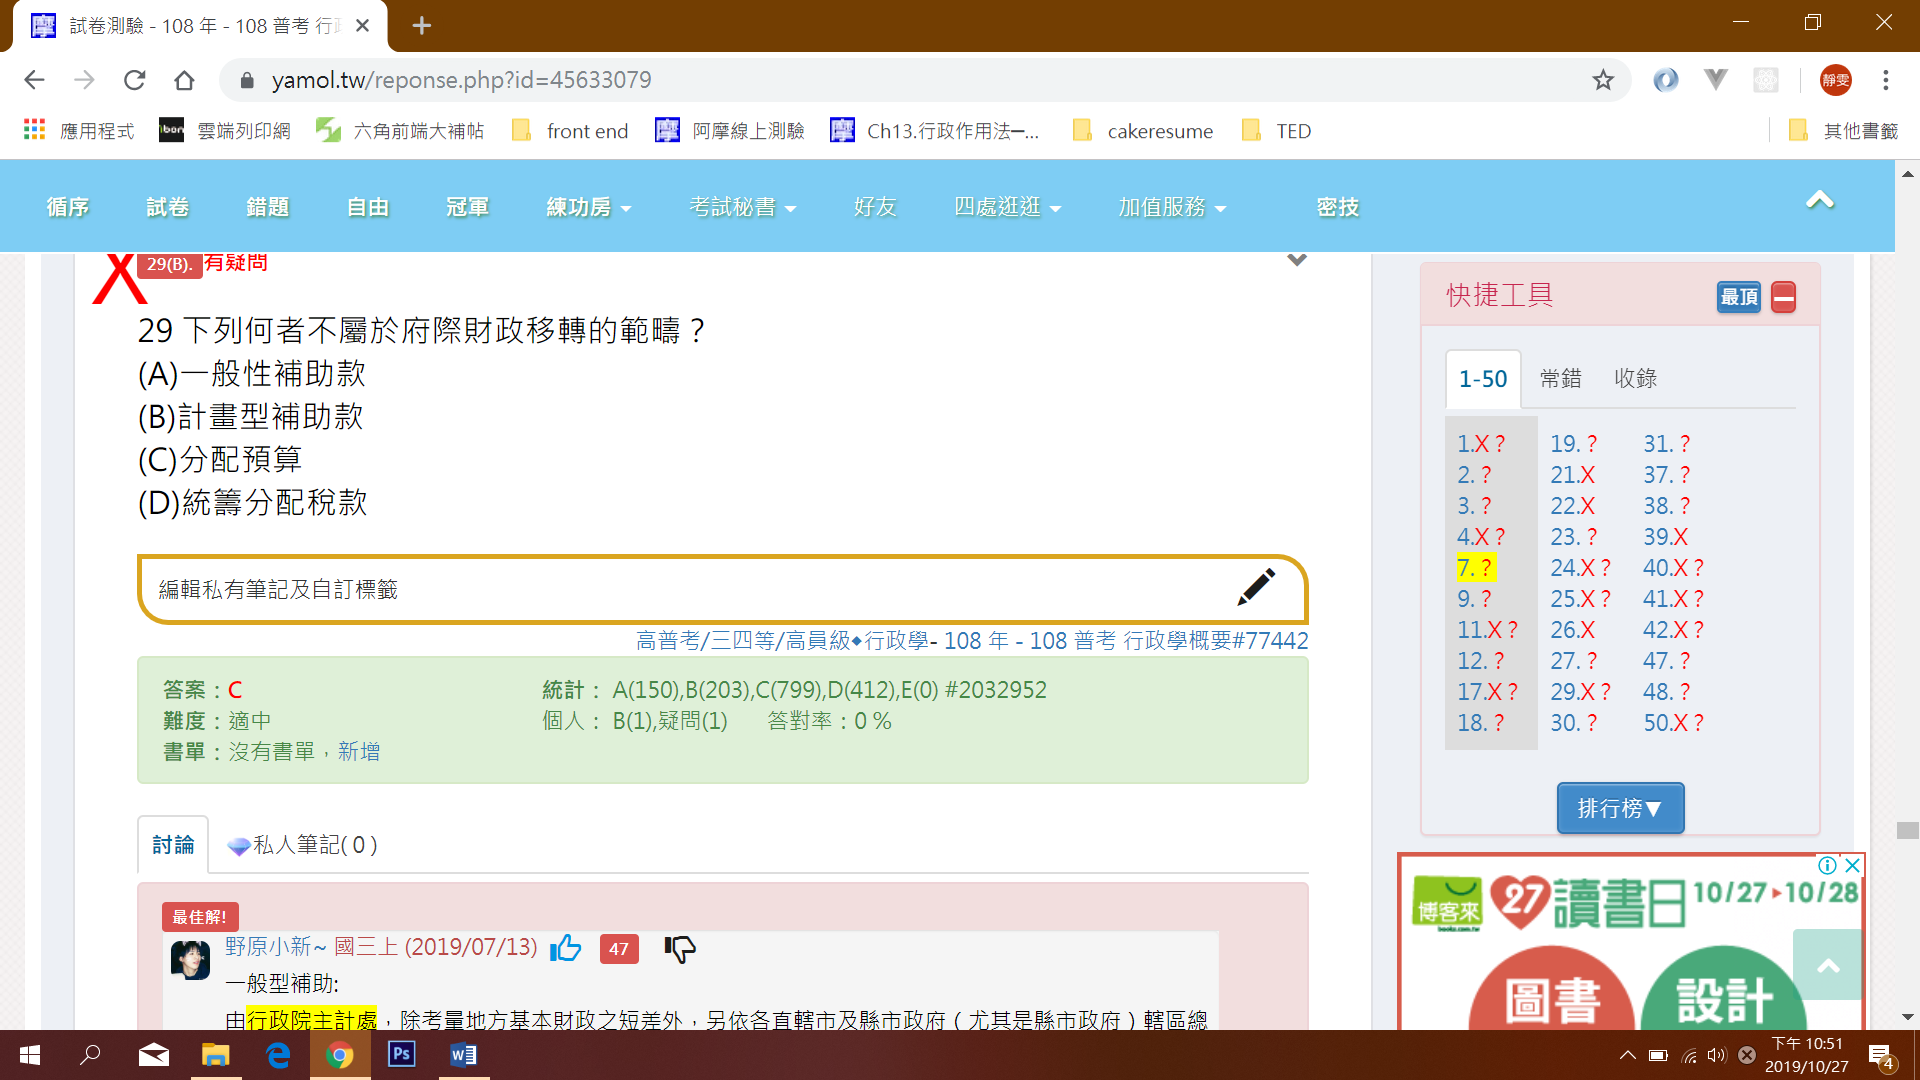 試卷測驗 - 108 年 - 108 普考 行
yamol.tw/reponse.php?id=45633079
靜雯
應用程式 ibon 雲端列印網 六角前端大補帖 front end 摩 阿摩線上測驗 摩 Ch13.行政作用法─... cakeresume TED 其他書籤
循序 試卷 錯題 自由 冠軍 練功房 考試秘書 好友 四處逛逛 加值服務 密技
X 29(B). 有疑問
29 下列何者不屬於府際財政移轉的範疇？
(A)一般性補助款
(B)計畫型補助款
(C)分配預算
(D)統籌分配稅款
編輯私有筆記及自訂標籤
高普考/三四等/高員級◆行政學- 108 年 - 108 普考 行政學概要#77442
答案：C
難度：適中
書單：沒有書單，新增
統計： A(150),B(203),C(799),D(412),E(0) #2032952
個人： B(1),疑問(1) 答對率：0 %
討論 私人筆記( 0 )
最佳解!
野原小新~ 國三上 (2019/07/13) 47
一般型補助:
由行政院主計處，除考量地方基本財政之短差外，另依各直轄市及縣市政府（尤其是縣市政府）轄區總
快捷工具 最頂
1-50 常錯 收錄
1.X ? 19. ? 31. ?
2. ? 21.X 37. ?
3. ? 22.X 38. ?
4.X ? 23. ? 39.X
7. ? 24.X ? 40.X ?
9. ? 25.X ? 41.X ?
11.X ? 26.X 42.X ?
12. ? 27. ? 47. ?
17.X ? 29.X ? 48. ?
18. ? 30. ? 50.X ?
排行榜▼
博客來 27 讀書日 10/27 10/28
books.com.tw
圖書 設計
Ps
下午 10:51
2019/10/27
4